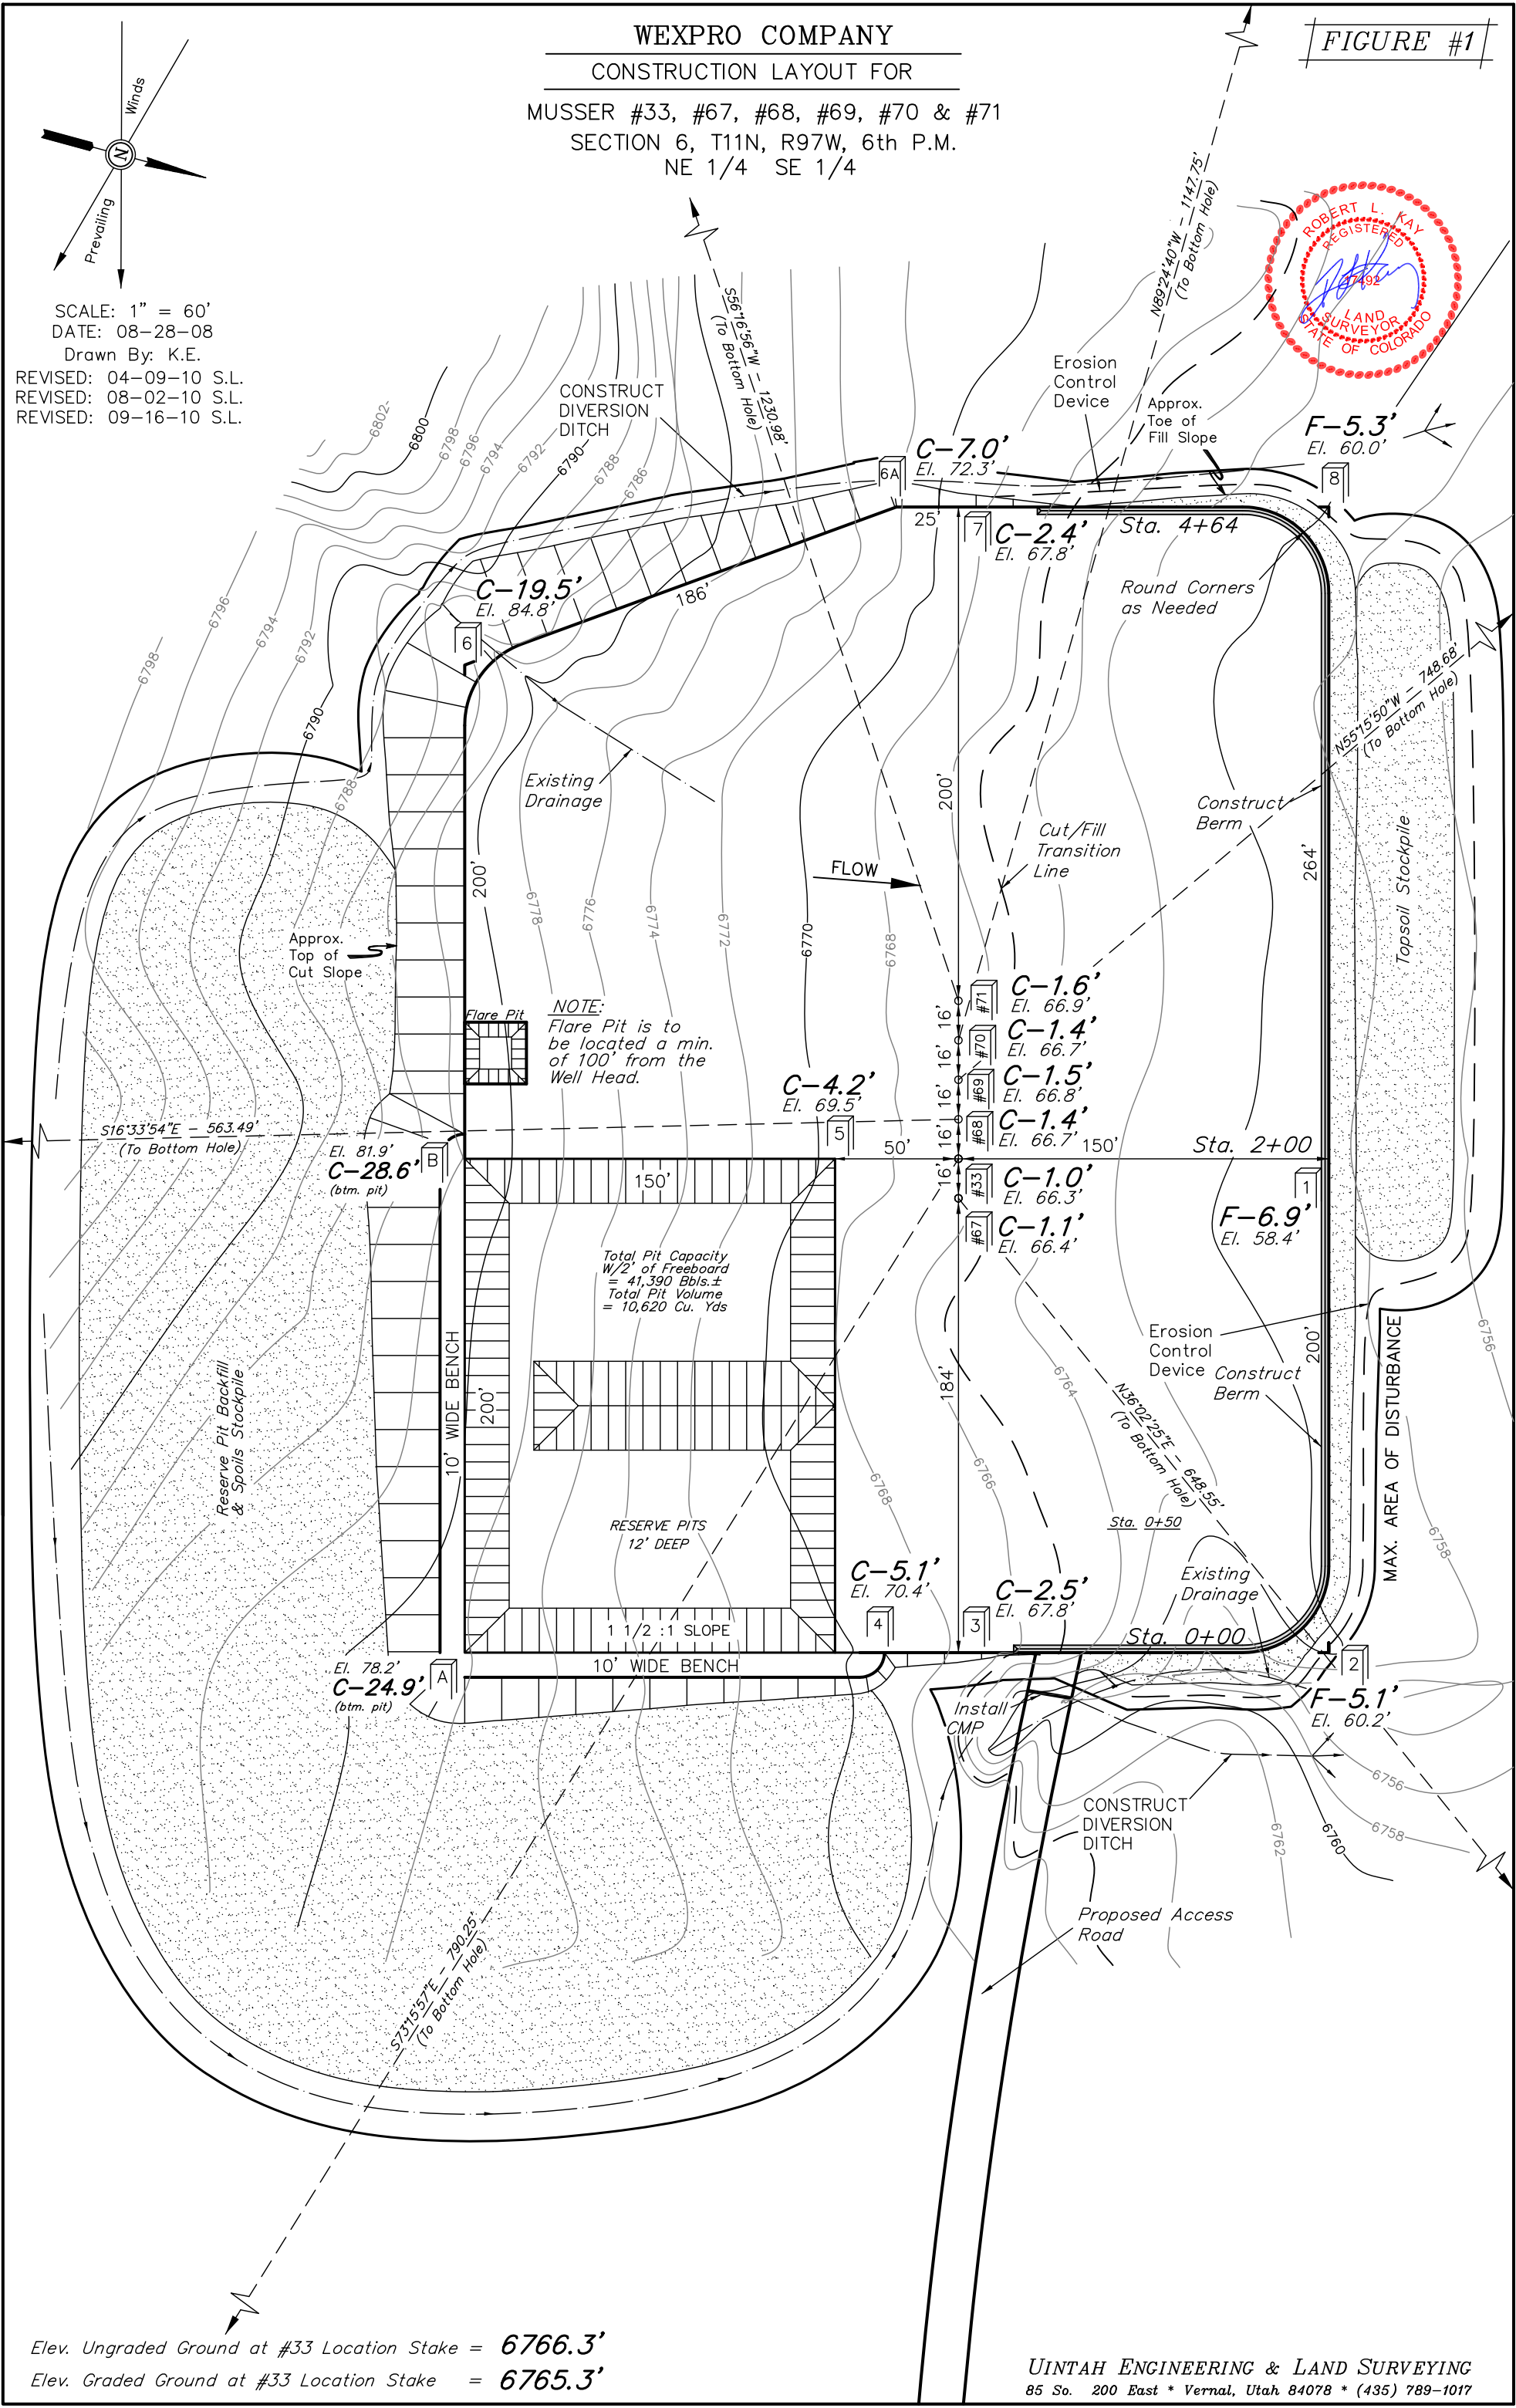 WEXPRO COMPANY
CONSTRUCTION LAYOUT FOR
MUSSER #33, #67, #68, #69, #70 & #71
SECTION 6, T11N, R97W, 6th P.M.
NE 1/4 SE 1/4
FIGURE #1
Winds
N
Prevailing
SCALE: 1" = 60'
DATE: 08-28-08
Drawn By: K.E.
REVISED: 04-09-10 S.L.
REVISED: 08-02-10 S.L.
REVISED: 09-16-10 S.L.
ROBERT L. KAY
REGISTERED
LAND
SURVEYOR
STATE OF COLORADO
N89°24'40"W - 1147.75'
(To Bottom Hole)
S56°16'56"W - 1230.98'
(To Bottom Hole)
CONSTRUCT
DIVERSION
DITCH
Erosion
Control
Device
Approx.
Toe of
Fill Slope
F-5.3'
El. 60.0'
8
C-7.0'
El. 72.3'
6A
25'
7
C-2.4'
El. 67.8'
Sta. 4+64
6802
6800
6798
6796
6794
6792
6790
6788
6786
C-19.5'
El. 84.8'
6
186'
Round Corners
as Needed
6798
6796
6794
6792
6790
6788
N55°15'50"W - 748.68'
(To Bottom Hole)
Existing
Drainage
200'
Construct
Berm
Cut/Fill
Transition
Line
FLOW
264'
Topsoil Stockpile
200'
6778
6776
6774
6772
6770
6768
Approx.
Top of
Cut Slope
Flare Pit
NOTE:
Flare Pit is to
be located a min.
of 100' from the
Well Head.
#71
C-1.6'
El. 66.9'
16'
#70
C-1.4'
El. 66.7'
16'
#69
C-1.5'
El. 66.8'
16'
#68
C-1.4'
El. 66.7'
16'
#33
C-1.0'
El. 66.3'
16'
#67
C-1.1'
El. 66.4'
C-4.2'
El. 69.5'
5
50'
150'
Sta. 2+00
1
F-6.9'
El. 58.4'
S16°33'54"E - 563.49'
(To Bottom Hole)
El. 81.9'
C-28.6'
(btm. pit)
B
150'
Total Pit Capacity
W/2' of Freeboard
= 41,390 Bbls.±
Total Pit Volume
= 10,620 Cu. Yds
10' WIDE BENCH
200'
Reserve Pit Backfill
& Spoils Stockpile
184'
Erosion
Control
Device
Construct
Berm
200'
MAX. AREA OF DISTURBANCE
6756
6758
6764
6766
6768
N36°02'25"E - 648.55'
(To Bottom Hole)
RESERVE PITS
12' DEEP
Sta. 0+50
C-5.1'
El. 70.4'
4
C-2.5'
El. 67.8'
3
Existing
Drainage
Sta. 0+00
2
F-5.1'
El. 60.2'
1 1/2 :1 SLOPE
10' WIDE BENCH
El. 78.2'
C-24.9'
(btm. pit)
A
Install
CMP
CONSTRUCT
DIVERSION
DITCH
6762
6760
6758
6756
Proposed Access
Road
S73°15'57"E - 790.25'
(To Bottom Hole)
Elev. Ungraded Ground at #33 Location Stake = 6766.3'
Elev. Graded Ground at #33 Location Stake = 6765.3'
UINTAH ENGINEERING & LAND SURVEYING
85 So. 200 East * Vernal, Utah 84078 * (435) 789-1017